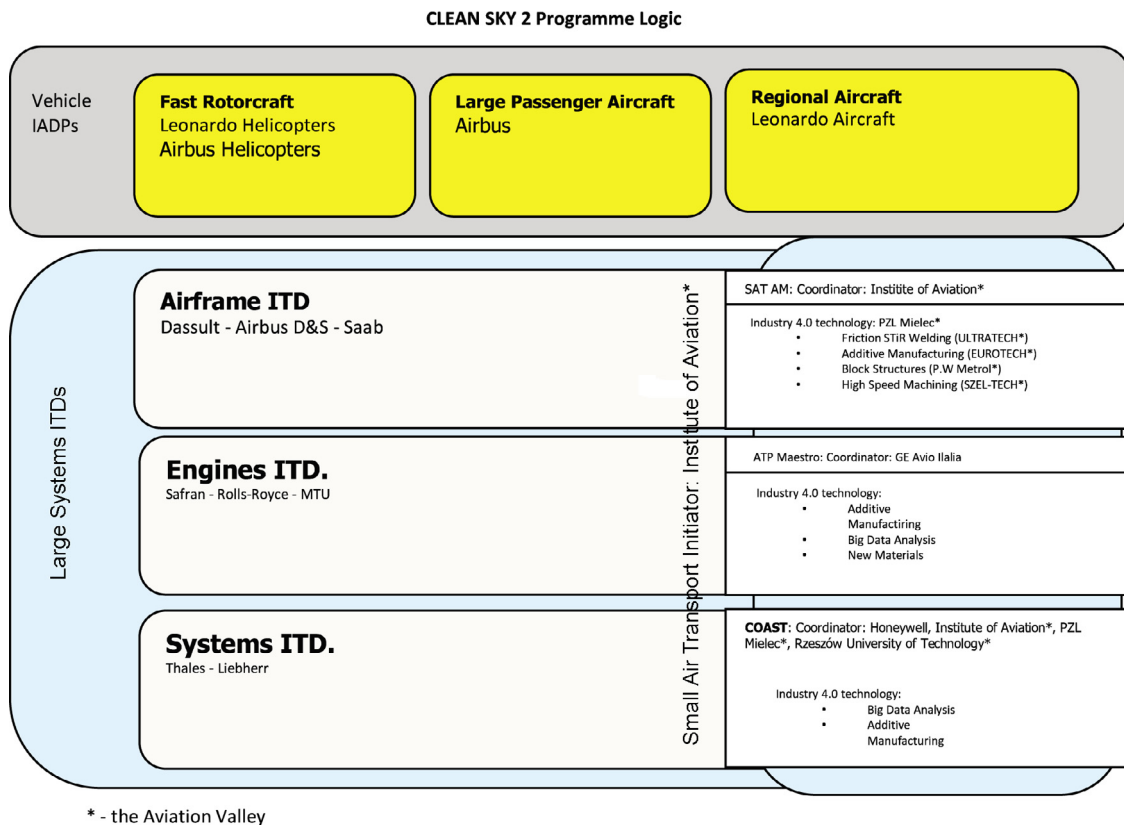 CLEAN SKY 2 Programme Logic
Vehicle
IADPs
Fast Rotorcraft
Leonardo Helicopters
Airbus Helicopters
Large Passenger Aircraft
Airbus
Regional Aircraft
Leonardo Aircraft
Large Systems ITDs
Airframe ITD
Dassult - Airbus D&S - Saab
Engines ITD.
Safran - Rolls-Royce - MTU
Systems ITD.
Thales - Liebherr
Small Air Transport Initiator: Institute of Aviation*
SAT AM: Coordinator: Institite of Aviation*
Industry 4.0 technology: PZL Mielec*
▪ Friction STiR Welding (ULTRATECH*)
▪ Additive Manufacturing (EUROTECH*)
▪ Block Structures (P.W Metrol*)
▪ High Speed Machining (SZEL-TECH*)
ATP Maestro: Coordinator: GE Avio Ilalia
Industry 4.0 technology:
▪ Additive
Manufactiring
▪ Big Data Analysis
▪ New Materials
COAST: Coordinator: Honeywell, Institute of Aviation*, PZL
Mielec*, Rzeszów University of Technology*
Industry 4.0 technology:
▪ Big Data Analysis
▪ Additive
Manufacturing
* - the Aviation Valley